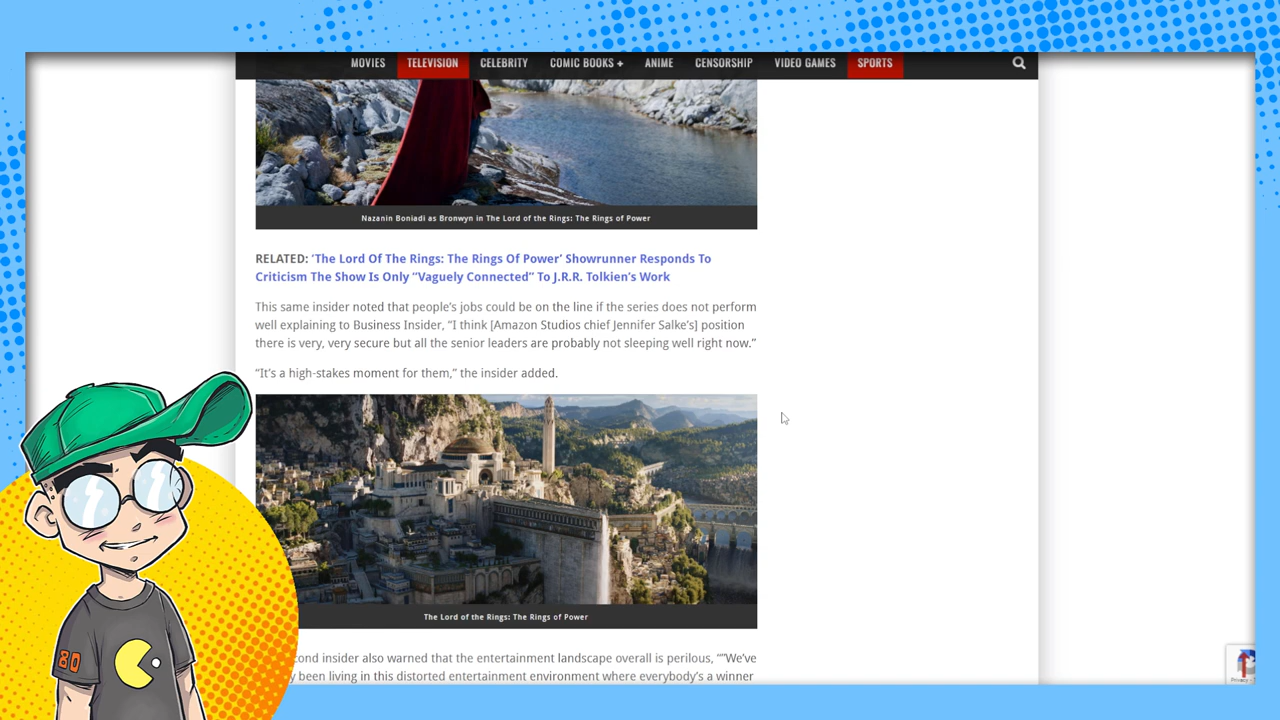 MOVIES TELEVISION CELEBRITY COMIC BOOKS + ANIME CENSORSHIP VIDEO GAMES SPORTS
Nazanin Boniadi as Bronwyn in The Lord of the Rings: The Rings of Power
RELATED: ‘The Lord Of The Rings: The Rings Of Power’ Showrunner Responds To
Criticism The Show Is Only “Vaguely Connected” To J.R.R. Tolkien’s Work
This same insider noted that people’s jobs could be on the line if the series does not perform
well explaining to Business Insider, “I think [Amazon Studios chief Jennifer Salke’s] position
there is very, very secure but all the senior leaders are probably not sleeping well right now.”
“It’s a high-stakes moment for them,” the insider added.
The Lord of the Rings: The Rings of Power
insider also warned that the entertainment landscape overall is perilous, “”We’ve
been living in this distorted entertainment environment where everybody’s a winner
80